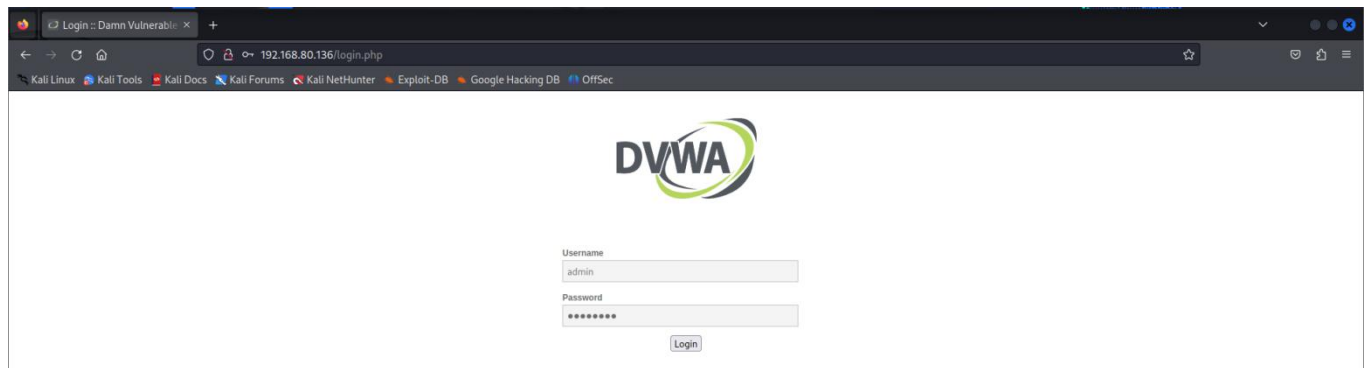 Login :: Damn Vulnerable
192.168.80.136/login.php
Kali Linux Kali Tools Kali Docs Kali Forums Kali NetHunter Exploit-DB Google Hacking DB OffSec
DVWA
Username
admin
Password
••••••••
Login